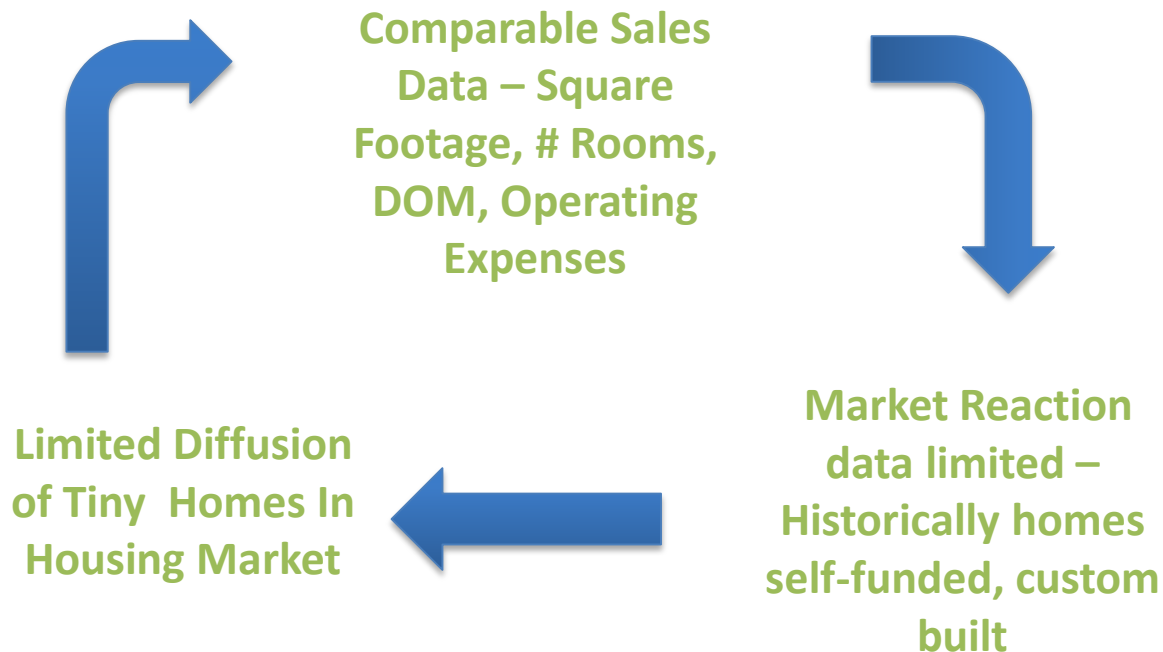 Comparable Sales
Data – Square
Footage, # Rooms,
DOM, Operating
Expenses
Market Reaction
data limited –
Historically homes
self-funded, custom
built
Limited Diffusion
of Tiny  Homes In
Housing Market